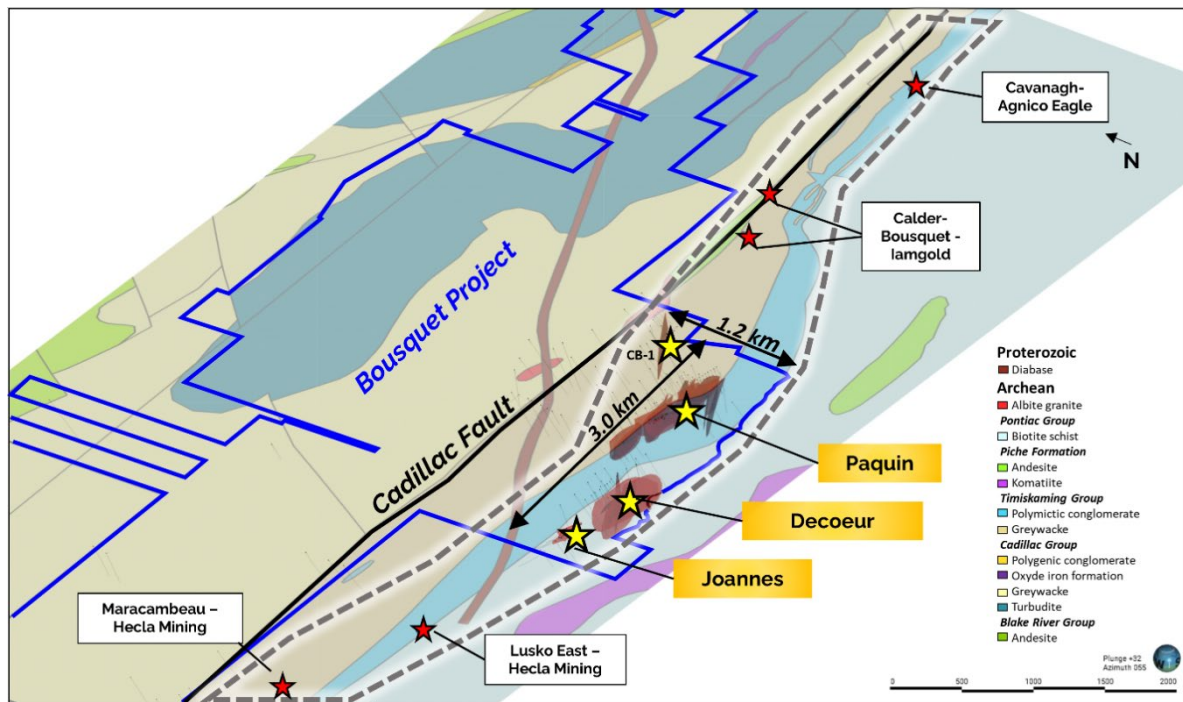 Cavanagh-
Agnico Eagle
N
Calder-
Bousquet -
Iamgold
Bousquet Project
1.2 km
CB-1
3.0 km
Cadillac Fault
Paquin
Decoeur
Joannes
Maracambeau –
Hecla Mining
Lusko East –
Hecla Mining
Proterozoic
Diabase
Archean
Albite granite
Pontiac Group
Biotite schist
Piche Formation
Andesite
Komatiite
Timiskaming Group
Polymictic conglomerate
Greywacke
Cadillac Group
Polygenic conglomerate
Oxyde iron formation
Greywacke
Turbudite
Blake River Group
Andesite
Plunge +32
Azimuth 055
0 500 1000 1500 2000